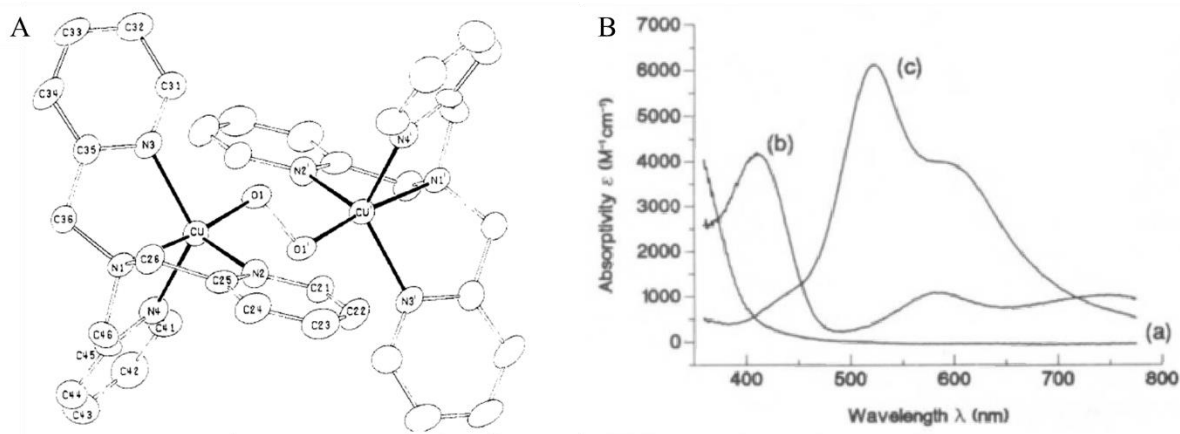 A
C33
C32
C34
C31
C35
N3
C36
O1
CU
N1
C26
N2
C25
C21
C24
C22
C23
N4
C41
C46
C45
C42
C44
C43
N4'
N2'
N1'
CU
O1'
N3'
B
7000
6000
5000
4000
3000
2000
1000
0
Absorptivity ε (M⁻¹cm⁻¹)
(c)
(b)
(a)
400 500 600 700 800
Wavelength λ (nm)